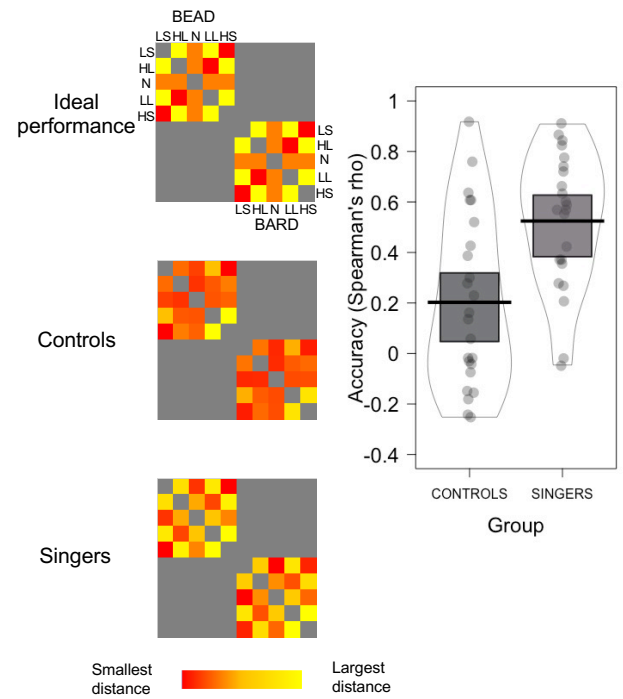 BEAD
LS HL N LL HS
LS
HL
N
LL
HS
Ideal
performance
LS
HL
N
LL
HS
LS HL N LL HS
BARD
Controls
Singers
Smallest
distance
Largest
distance
Accuracy (Spearman's rho)
1
0.8
0.6
0.4
0.2
0
-0.2
-0.4
CONTROLS
SINGERS
Group